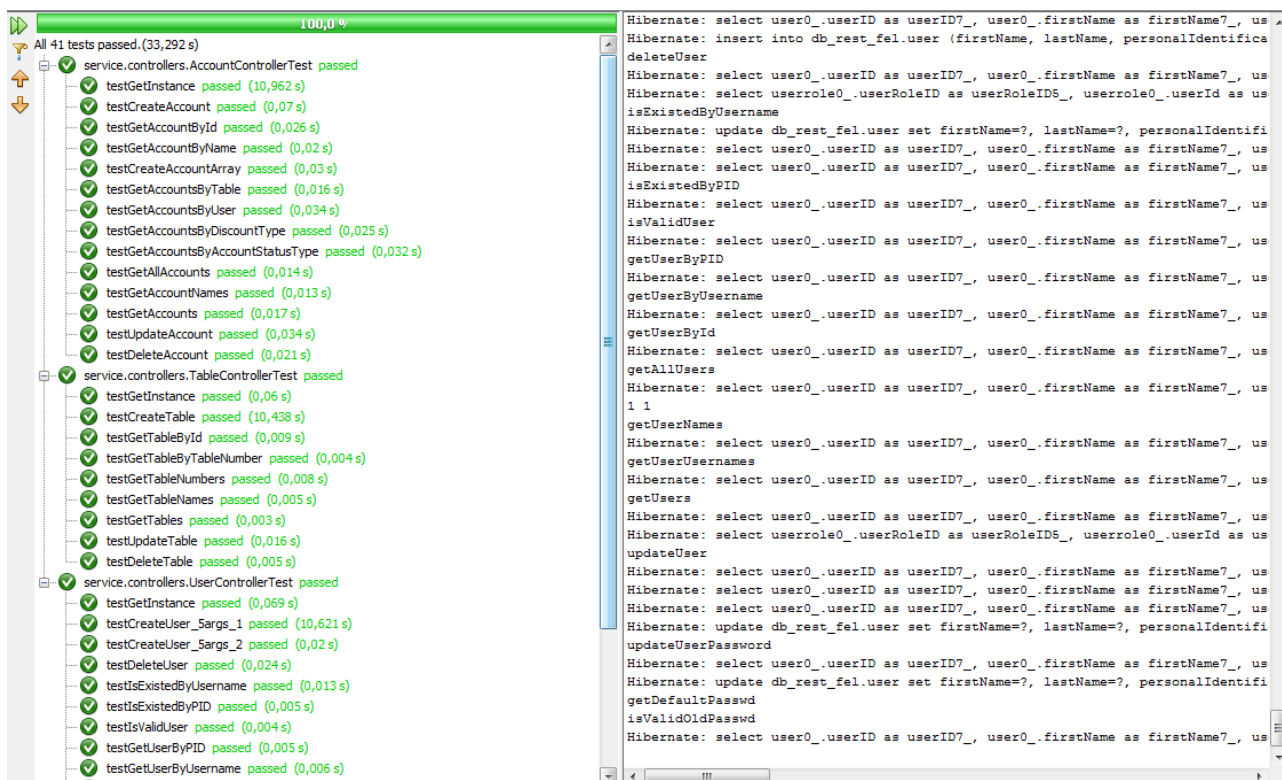 100,0 %
All 41 tests passed.(33,292 s)
service.controllers.AccountControllerTest passed
testGetInstance passed (10,962 s)
testCreateAccount passed (0,07 s)
testGetAccountById passed (0,026 s)
testGetAccountByName passed (0,02 s)
testCreateAccountArray passed (0,03 s)
testGetAccountsByTable passed (0,016 s)
testGetAccountsByUser passed (0,034 s)
testGetAccountsByDiscountType passed (0,025 s)
testGetAccountsByAccountStatusType passed (0,032 s)
testGetAllAccounts passed (0,014 s)
testGetAccountNames passed (0,013 s)
testGetAccounts passed (0,017 s)
testUpdateAccount passed (0,034 s)
testDeleteAccount passed (0,021 s)
service.controllers.TableControllerTest passed
testGetInstance passed (0,06 s)
testCreateTable passed (10,438 s)
testGetTableById passed (0,009 s)
testGetTableByTableNumber passed (0,004 s)
testGetTableNumbers passed (0,008 s)
testGetTableNames passed (0,005 s)
testGetTables passed (0,003 s)
testUpdateTable passed (0,016 s)
testDeleteTable passed (0,005 s)
service.controllers.UserControllerTest passed
testGetInstance passed (0,069 s)
testCreateUser_5args_1 passed (10,621 s)
testCreateUser_5args_2 passed (0,02 s)
testDeleteUser passed (0,024 s)
testIsExistedByUsername passed (0,013 s)
testIsExistedByPID passed (0,005 s)
testIsValidUser passed (0,004 s)
testGetUserByPID passed (0,005 s)
testGetUserByUsername passed (0,006 s)
Hibernate: select user0_.userID as userID7_, user0_.firstName as firstName7_, us
Hibernate: insert into db_rest_fel.user (firstName, lastName, personalIdentifica
deleteUser
Hibernate: select user0_.userID as userID7_, user0_.firstName as firstName7_, us
Hibernate: select userrole0_.userRoleID as userRoleID5_, userrole0_.userId as us
isExistedByUsername
Hibernate: update db_rest_fel.user set firstName=?, lastName=?, personalIdentifi
Hibernate: select user0_.userID as userID7_, user0_.firstName as firstName7_, us
Hibernate: select user0_.userID as userID7_, user0_.firstName as firstName7_, us
isExistedByPID
Hibernate: select user0_.userID as userID7_, user0_.firstName as firstName7_, us
isValidUser
Hibernate: select user0_.userID as userID7_, user0_.firstName as firstName7_, us
getUserByPID
Hibernate: select user0_.userID as userID7_, user0_.firstName as firstName7_, us
getUserByUsername
Hibernate: select user0_.userID as userID7_, user0_.firstName as firstName7_, us
getUserById
Hibernate: select user0_.userID as userID7_, user0_.firstName as firstName7_, us
getAllUsers
Hibernate: select user0_.userID as userID7_, user0_.firstName as firstName7_, us
1 1
getUserNames
Hibernate: select user0_.userID as userID7_, user0_.firstName as firstName7_, us
getUserUsernames
Hibernate: select user0_.userID as userID7_, user0_.firstName as firstName7_, us
getUsers
Hibernate: select user0_.userID as userID7_, user0_.firstName as firstName7_, us
Hibernate: select userrole0_.userRoleID as userRoleID5_, userrole0_.userId as us
updateUser
Hibernate: select user0_.userID as userID7_, user0_.firstName as firstName7_, us
Hibernate: select user0_.userID as userID7_, user0_.firstName as firstName7_, us
Hibernate: select user0_.userID as userID7_, user0_.firstName as firstName7_, us
Hibernate: update db_rest_fel.user set firstName=?, lastName=?, personalIdentifi
updateUserPassword
Hibernate: select user0_.userID as userID7_, user0_.firstName as firstName7_, us
Hibernate: update db_rest_fel.user set firstName=?, lastName=?, personalIdentifi
getDefaultPasswd
isValidOldPasswd
Hibernate: select user0_.userID as userID7_, user0_.firstName as firstName7_, us